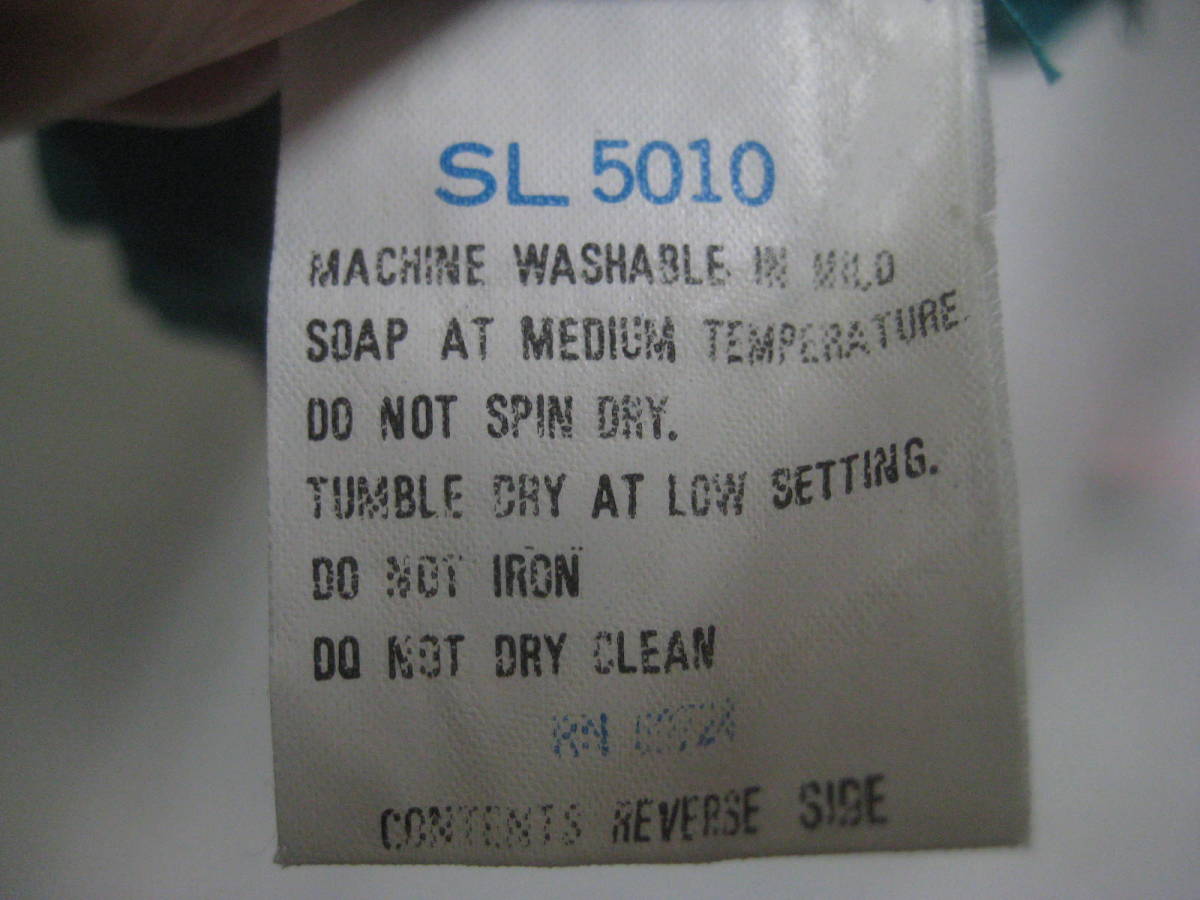 SL 5010
MACHINE WASHABLE IN MILD
SOAP AT MEDIUM TEMPERATURE.
DO NOT SPIN DRY.
TUMBLE DRY AT LOW SETTING.
DO NOT IRON
DO NOT DRY CLEAN
RN
CONTENTS REVERSE SIDE